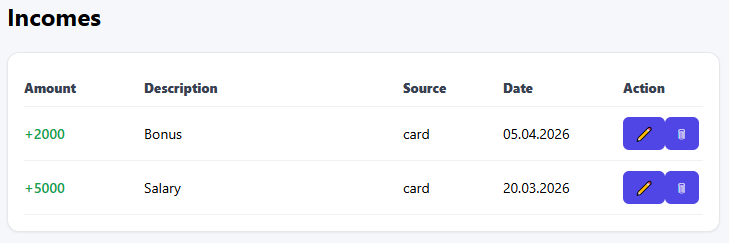 Incomes
Amount Description Source Date Action
+2000 Bonus card 05.04.2026
+5000 Salary card 20.03.2026